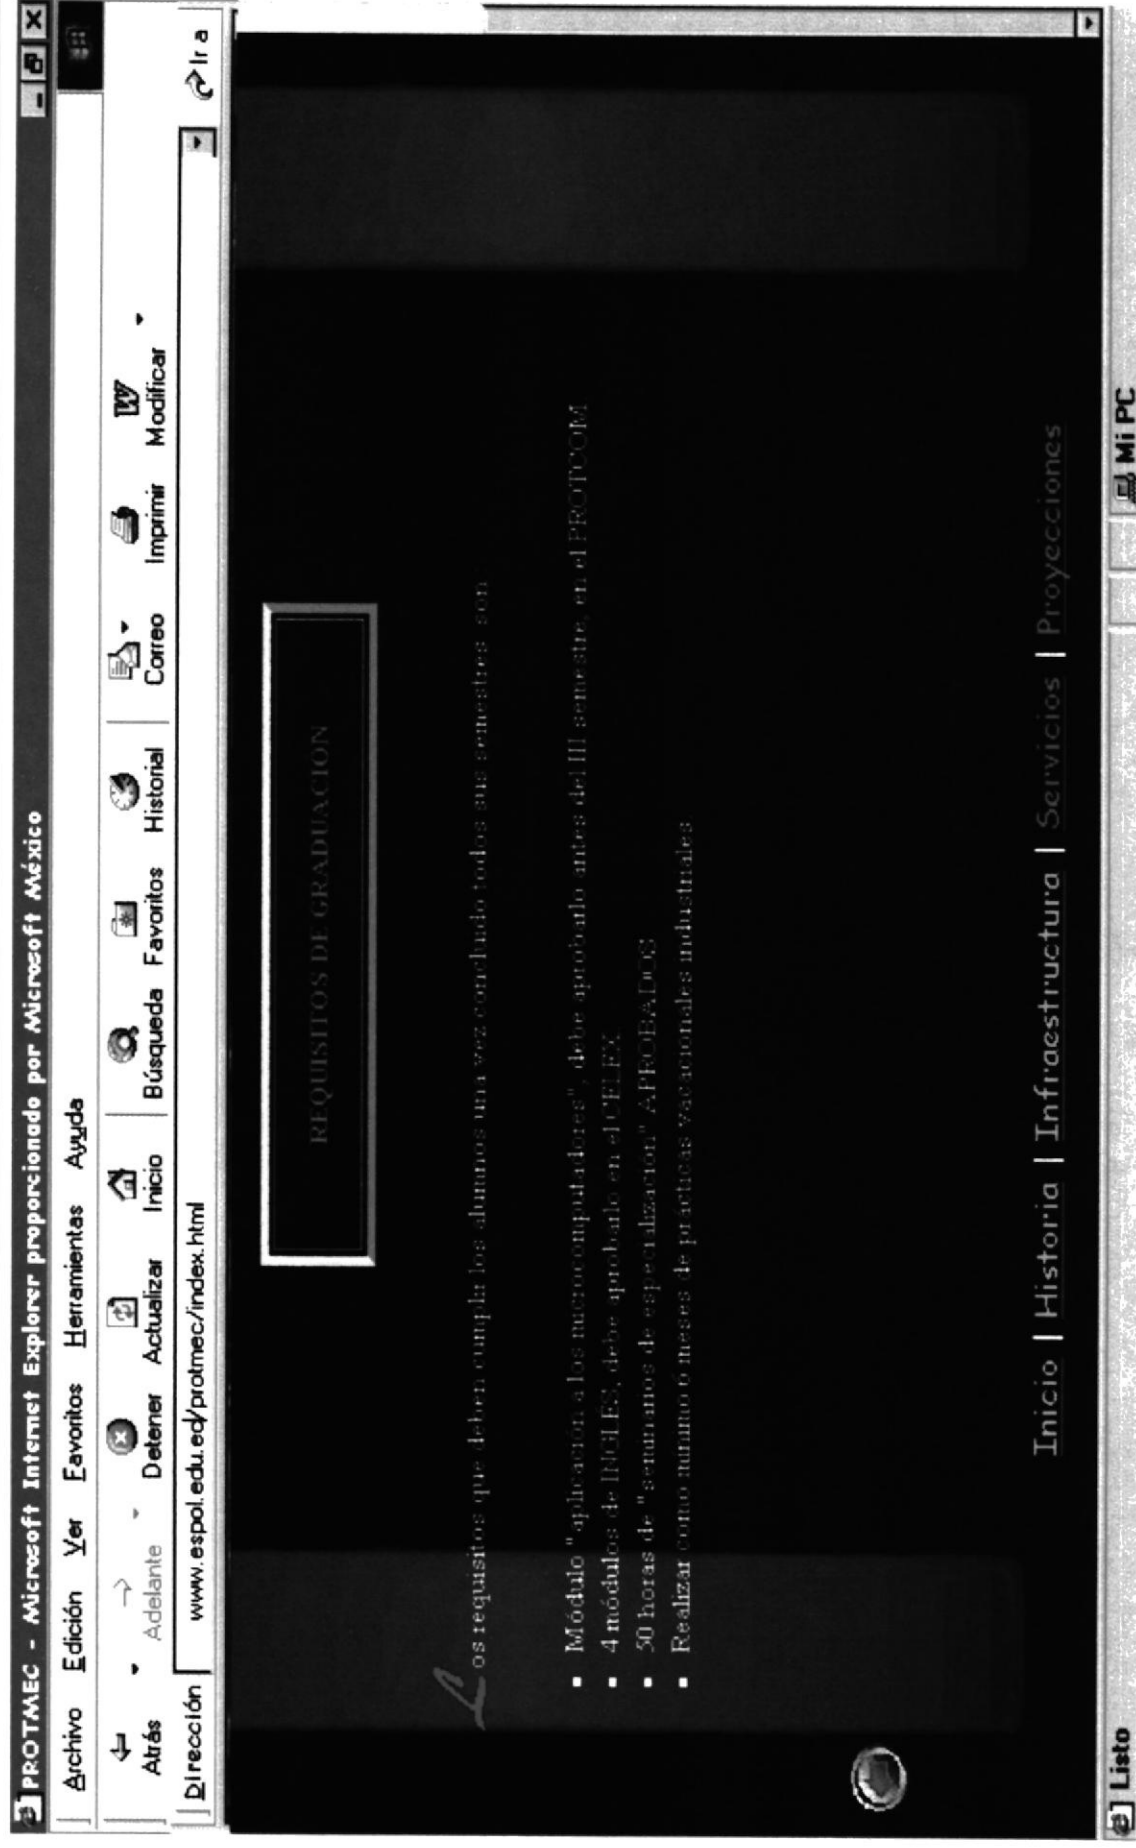 PROTMEC - Microsoft Internet Explorer proporcionado por Microsoft México
Archivo Edición Ver Favoritos Herramientas Ayuda
Atrás Adelante Detener Actualizar Inicio Búsqueda Favoritos Historial Correo Imprimir Modificar
Dirección www.espol.edu.ed/protmec/index.html Ir a
REQUISITOS DE GRADUACION
Los requisitos que deben cumplir los alumnos una vez concluido todos sus semestres son
Módulo "aplicación a los microcomputadores", debe aprobarlo antes del III semestre, en el PROTCOM
4 módulos de INGLÉS, debe aprobarlo en el CELEX
50 horas de "seminarios de especialización" APROBADOS
Realizar como mínimo 6 meses de prácticas vacacionales industriales
Inicio | Historia | Infraestructura | Servicios | Proyecciones
Listo Mi PC